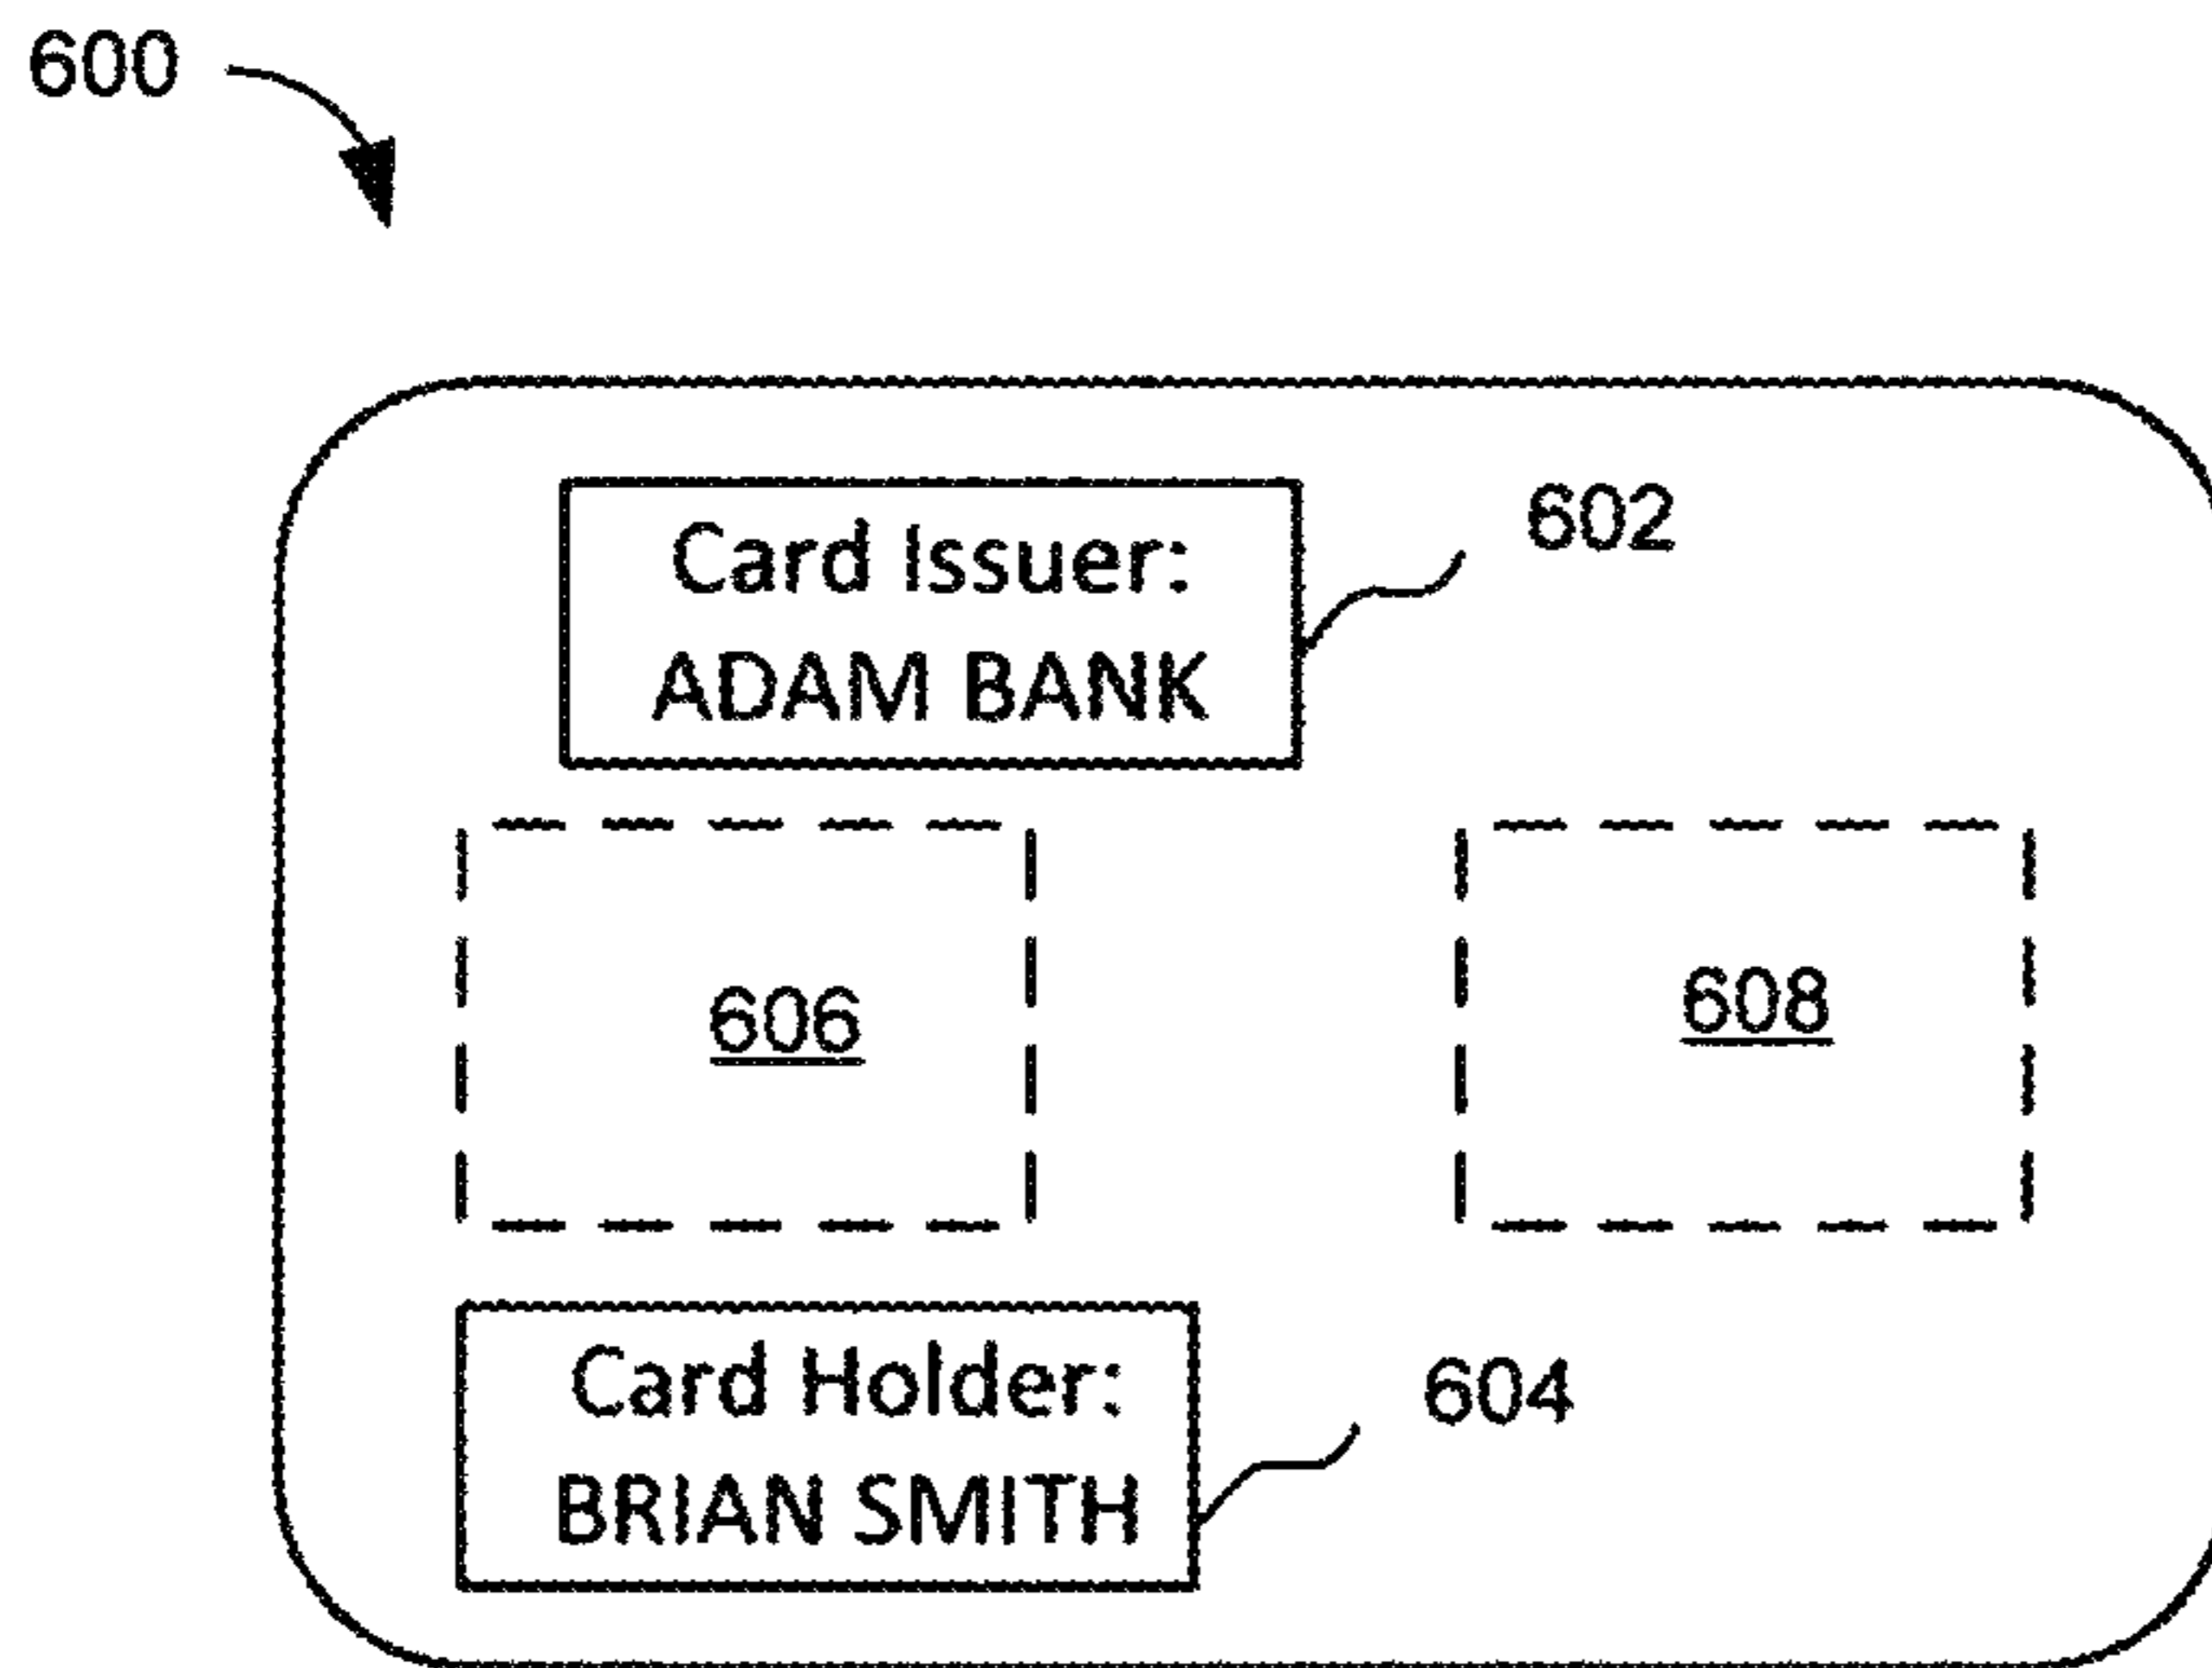 600
Card Issuer:
ADAM BANK
602
606
608
Card Holder:
BRIAN SMITH
604